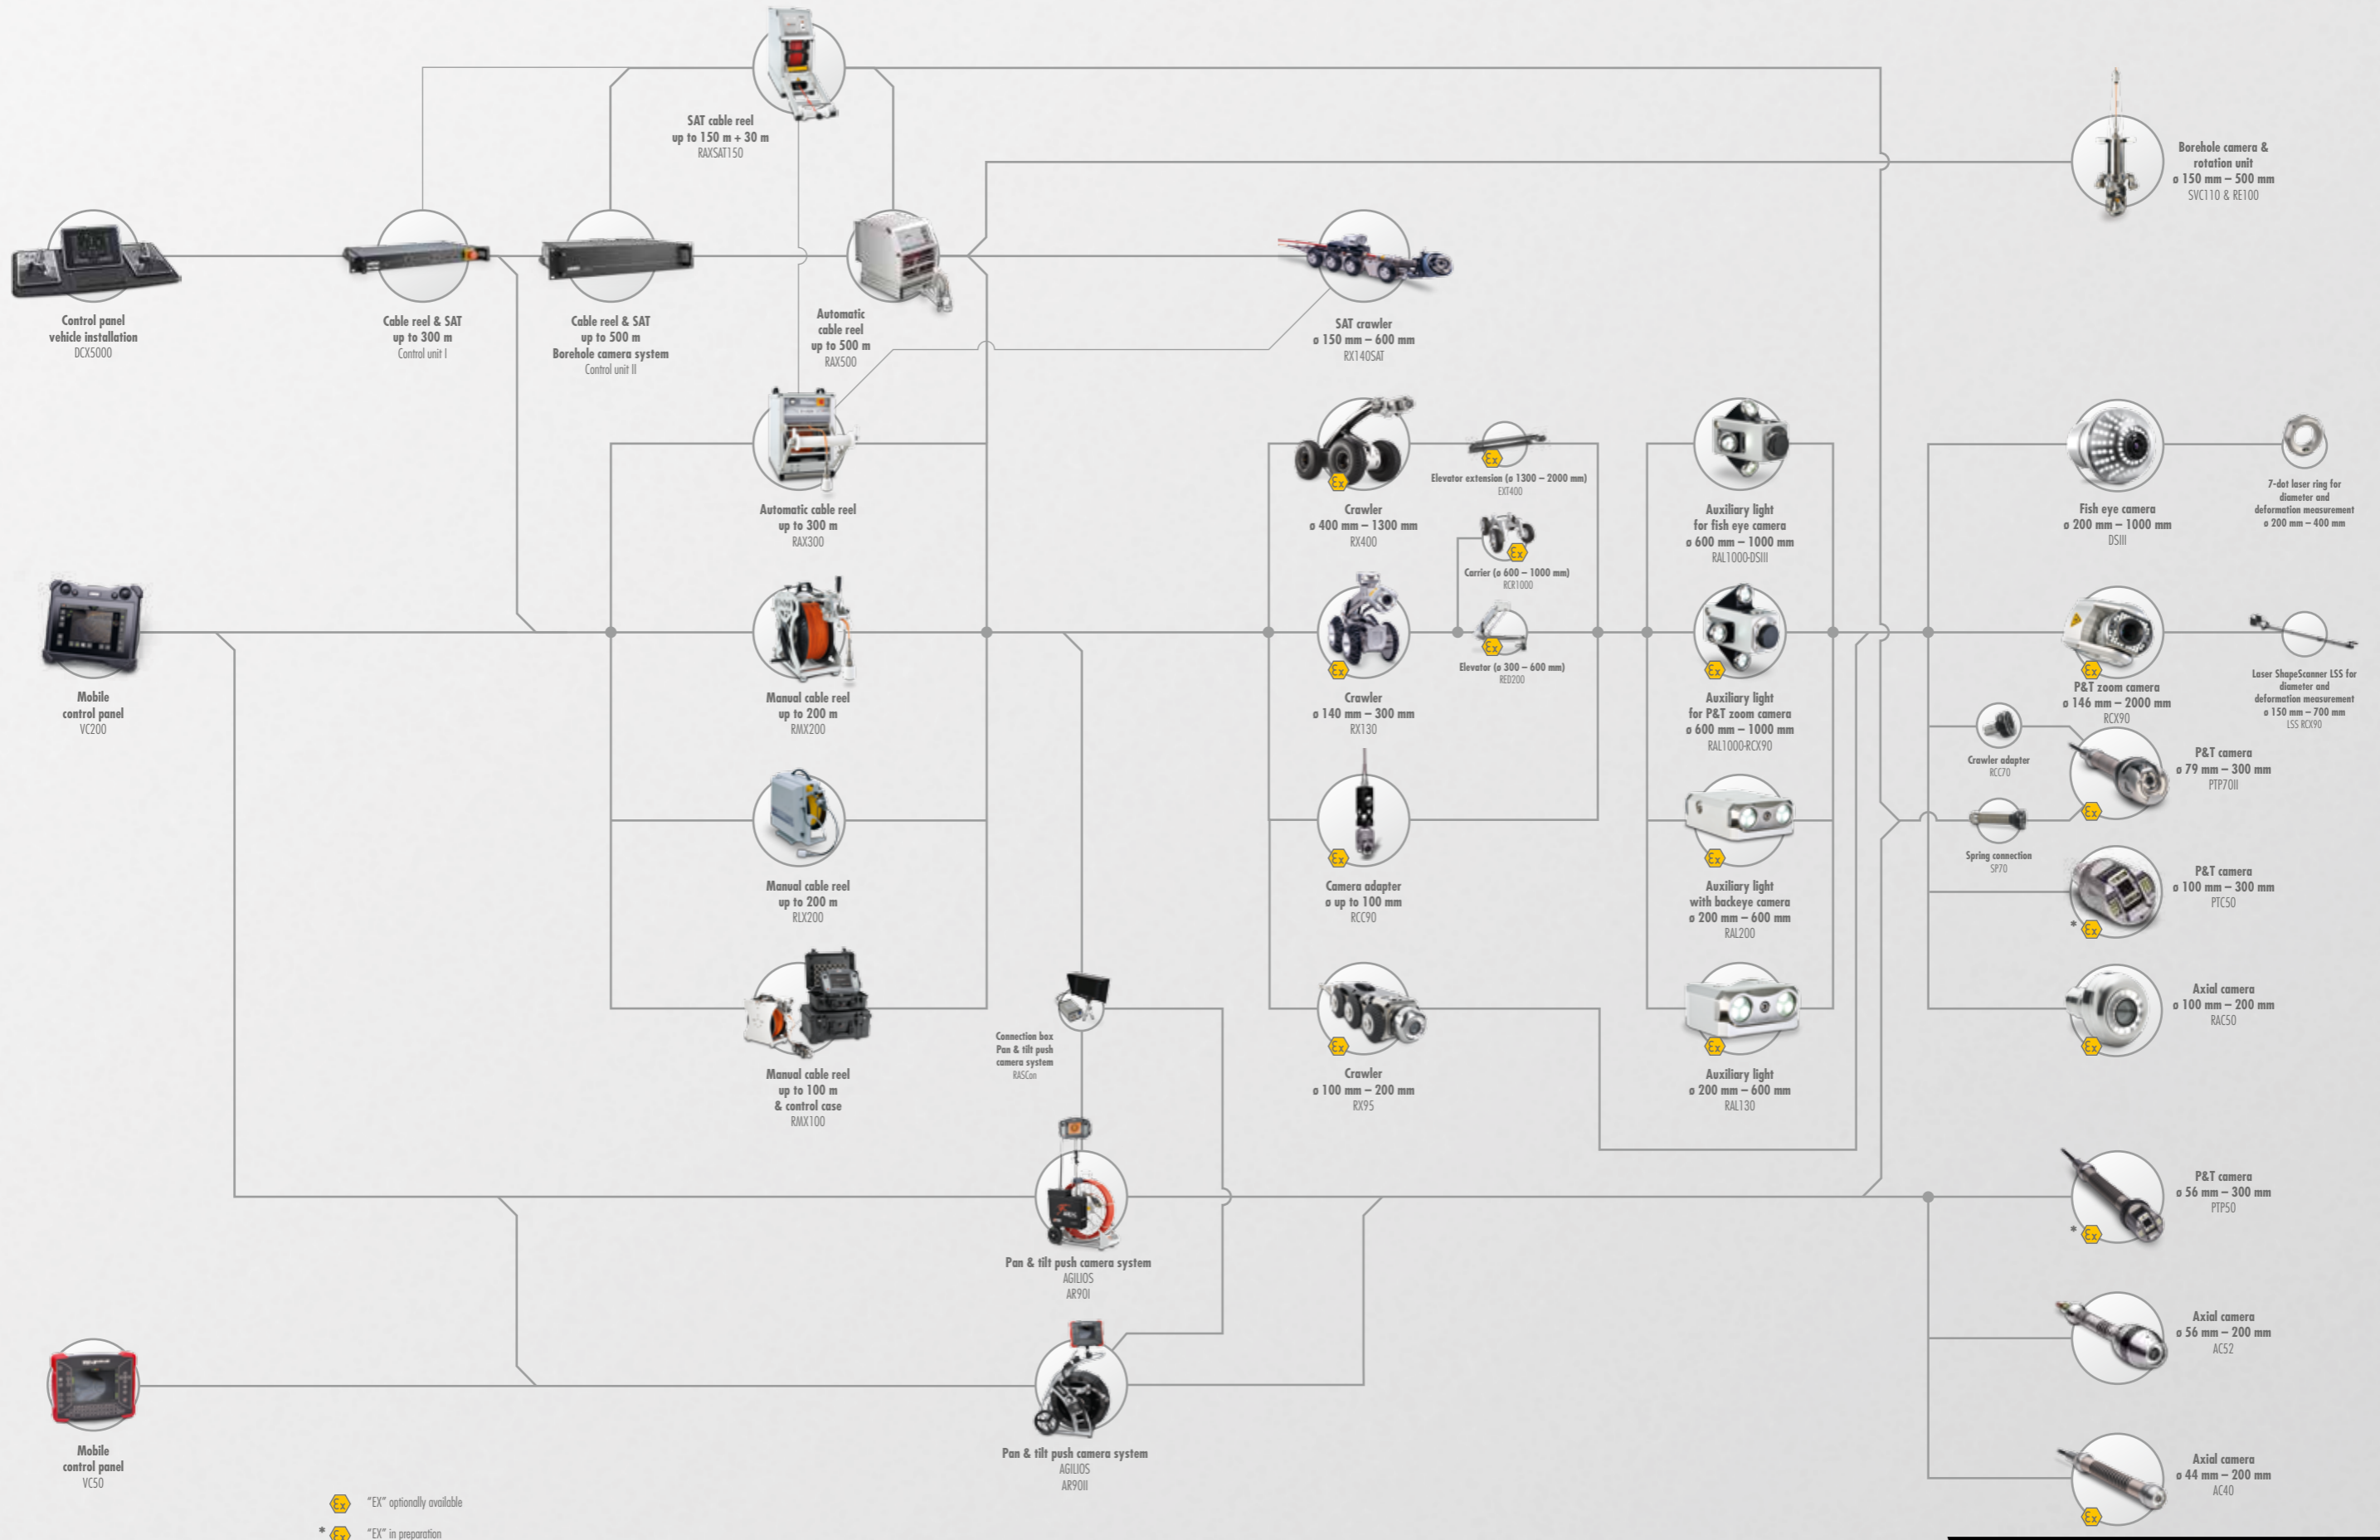 SAT cable reel
up to 150 m + 30 m
RAXSAT150
Borehole camera &
rotation unit
ø 150 mm – 500 mm
SVC110 & RE100
Control panel
vehicle installation
DCX5000
Cable reel & SAT
up to 300 m
Control unit I
Cable reel & SAT
up to 500 m
Borehole camera system
Control unit II
Automatic
cable reel
up to 500 m
RAX500
SAT crawler
ø 150 mm – 600 mm
RX140SAT
Automatic cable reel
up to 300 m
RAX300
Crawler
ø 400 mm – 1300 mm
RX400
Elevator extension (ø 1300 – 2000 mm)
EXT400
Carrier (ø 600 – 1000 mm)
RCR1000
Auxiliary light
for fish eye camera
ø 600 mm – 1000 mm
RAL1000-DSIII
Fish eye camera
ø 200 mm – 1000 mm
DSIII
7-dot laser ring for
diameter and
deformation measurement
ø 200 mm – 400 mm
Mobile
control panel
VC200
Manual cable reel
up to 200 m
RMX200
Crawler
ø 140 mm – 300 mm
RX130
Elevator (ø 300 – 600 mm)
RED200
Auxiliary light
for P&T zoom camera
ø 600 mm – 1000 mm
RAL1000-RCX90
P&T zoom camera
ø 146 mm – 2000 mm
RCX90
Laser ShapeScanner LSS for
diameter and
deformation measurement
ø 150 mm – 700 mm
LSS RCX90
Crawler adapter
RCC70
P&T camera
ø 79 mm – 300 mm
PTP70II
Manual cable reel
up to 200 m
RLX200
Camera adapter
ø up to 100 mm
RCC90
Auxiliary light
with backeye camera
ø 200 mm – 600 mm
RAL200
Spring connection
SP70
P&T camera
ø 100 mm – 300 mm
PTC50
* Ex
Manual cable reel
up to 100 m
& control case
RMX100
Connection box
Pan & tilt push
camera system
RASCon
Crawler
ø 100 mm – 200 mm
RX95
Auxiliary light
ø 200 mm – 600 mm
RAL130
Axial camera
ø 100 mm – 200 mm
RAC50
Pan & tilt push camera system
AGILIOS
AR90I
P&T camera
ø 56 mm – 300 mm
PTP50
* Ex
Axial camera
ø 56 mm – 200 mm
AC52
Mobile
control panel
VC50
Pan & tilt push camera system
AGILIOS
AR90II
Axial camera
ø 44 mm – 200 mm
AC40
Ex "EX" optionally available
* Ex "EX" in preparation